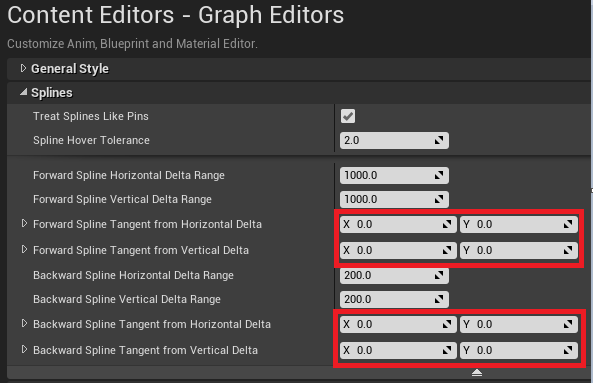 Content Editors - Graph Editors
Customize Anim, Blueprint and Material Editor.
General Style
Splines
Treat Splines Like Pins
Spline Hover Tolerance 2.0
Forward Spline Horizontal Delta Range 1000.0
Forward Spline Vertical Delta Range 1000.0
Forward Spline Tangent from Horizontal Delta X 0.0 Y 0.0
Forward Spline Tangent from Vertical Delta X 0.0 Y 0.0
Backward Spline Horizontal Delta Range 200.0
Backward Spline Vertical Delta Range 200.0
Backward Spline Tangent from Horizontal Delta X 0.0 Y 0.0
Backward Spline Tangent from Vertical Delta X 0.0 Y 0.0